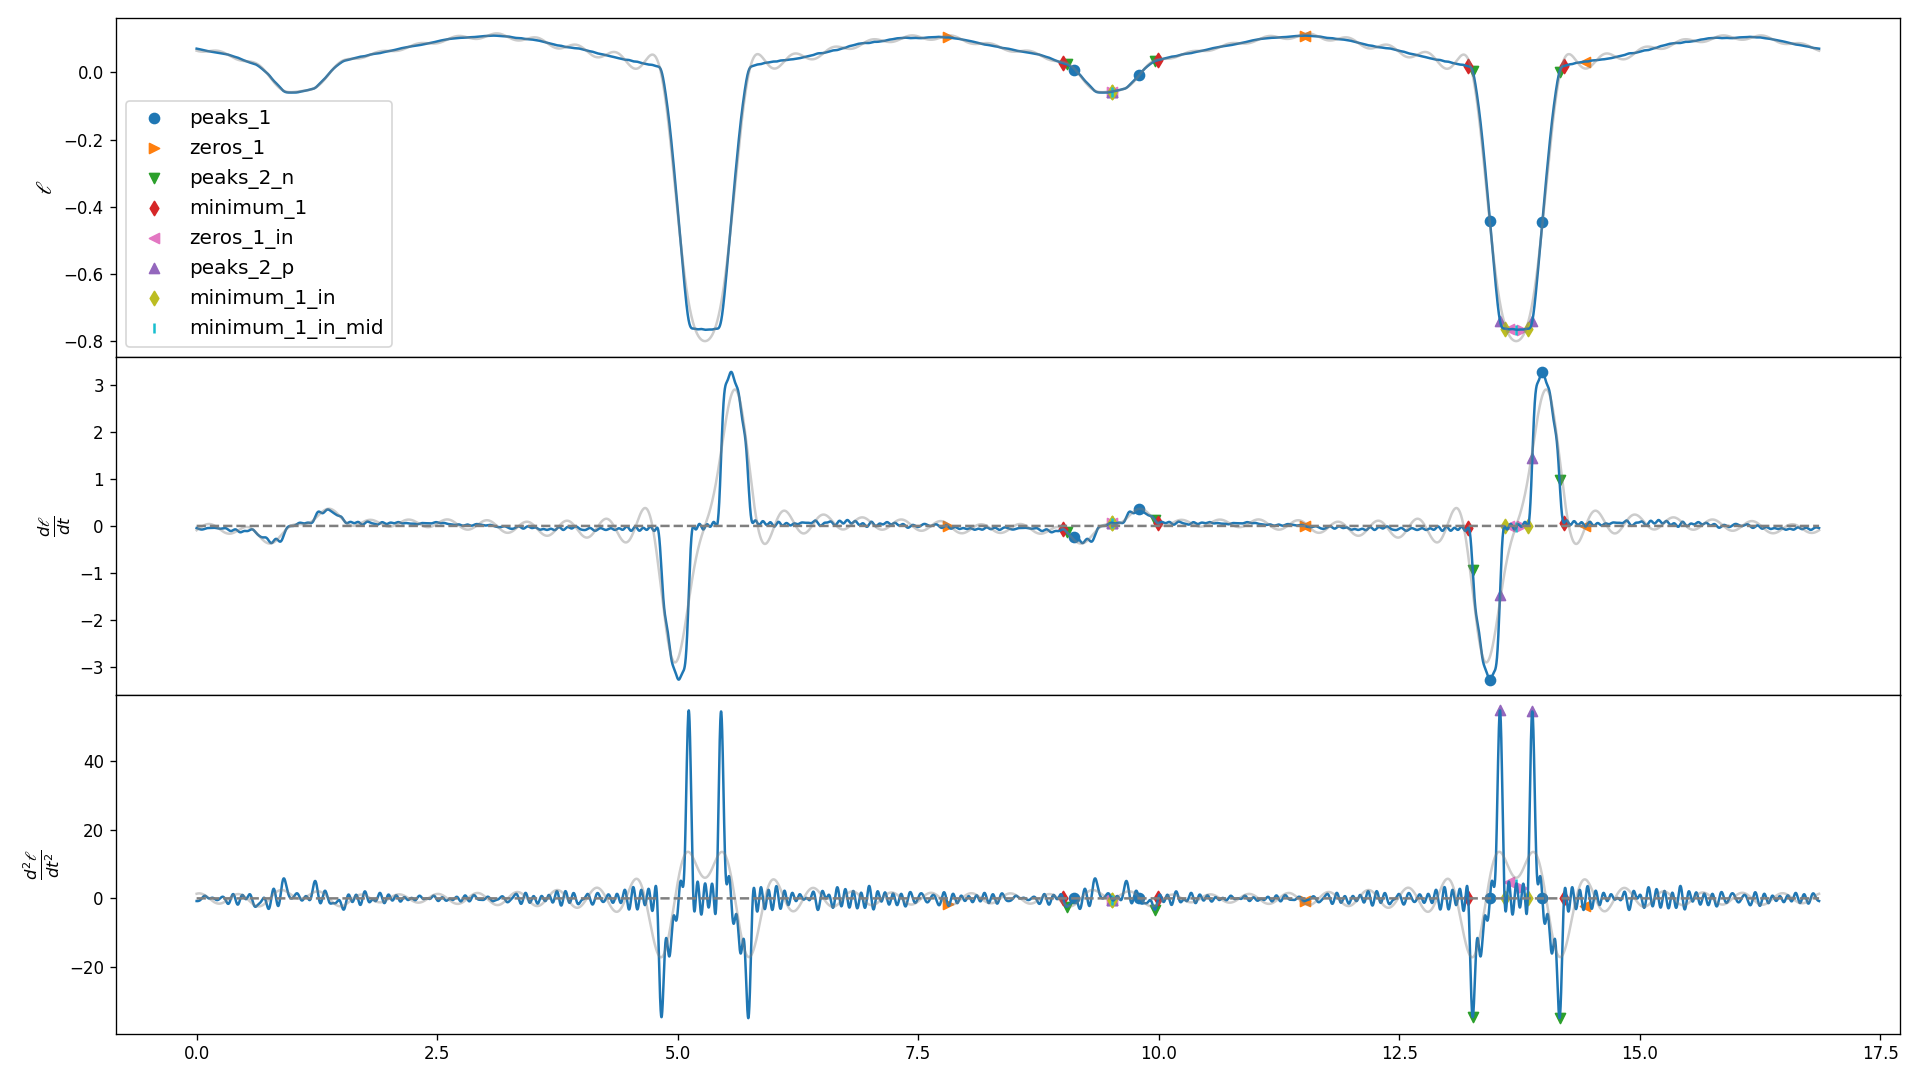 0.0
−0.2
−0.4
−0.6
−0.8
ℓ
peaks_1
zeros_1
peaks_2_n
minimum_1
zeros_1_in
peaks_2_p
minimum_1_in
minimum_1_in_mid
3
2
1
0
−1
−2
−3
dℓ
dt
40
20
0
−20
d²ℓ
dt²
0.0 2.5 5.0 7.5 10.0 12.5 15.0 17.5